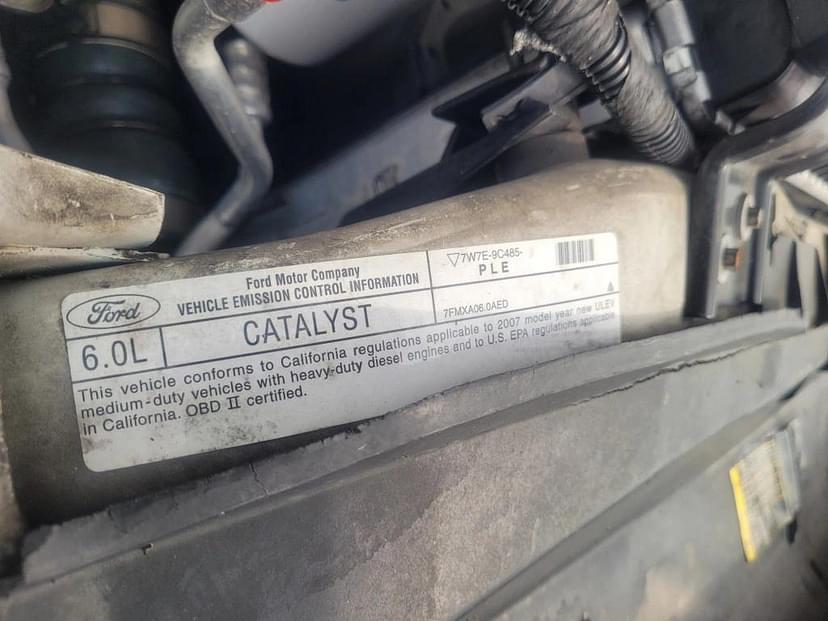 Ford
Ford Motor Company
VEHICLE EMISSION CONTROL INFORMATION
▽7W7E-9C485-
PLE
6.0L
CATALYST
7FMXA06.0AED
This vehicle conforms to California regulations applicable to 2007 model year new ULEV
medium-duty vehicles with heavy-duty diesel engines and to U.S. EPA regulations applicable
in California. OBD II certified.